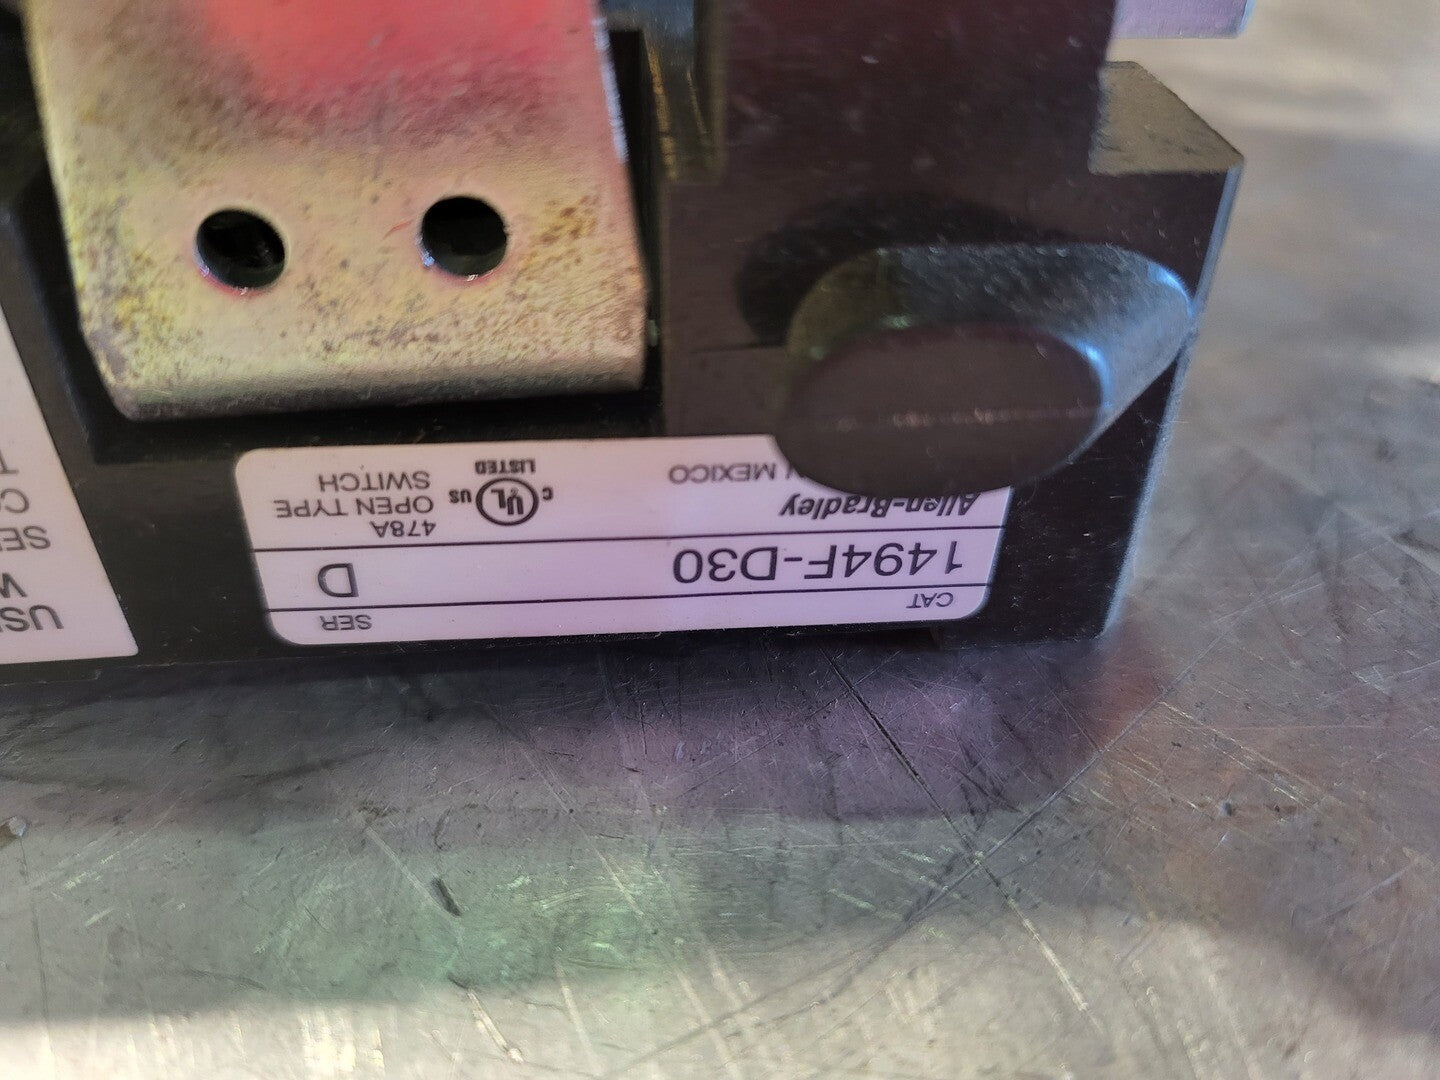 CAT
SER
1494F-D30
D
Allen-Bradley
MEXICO
478A
OPEN TYPE
SWITCH
C
UL
US
LISTED